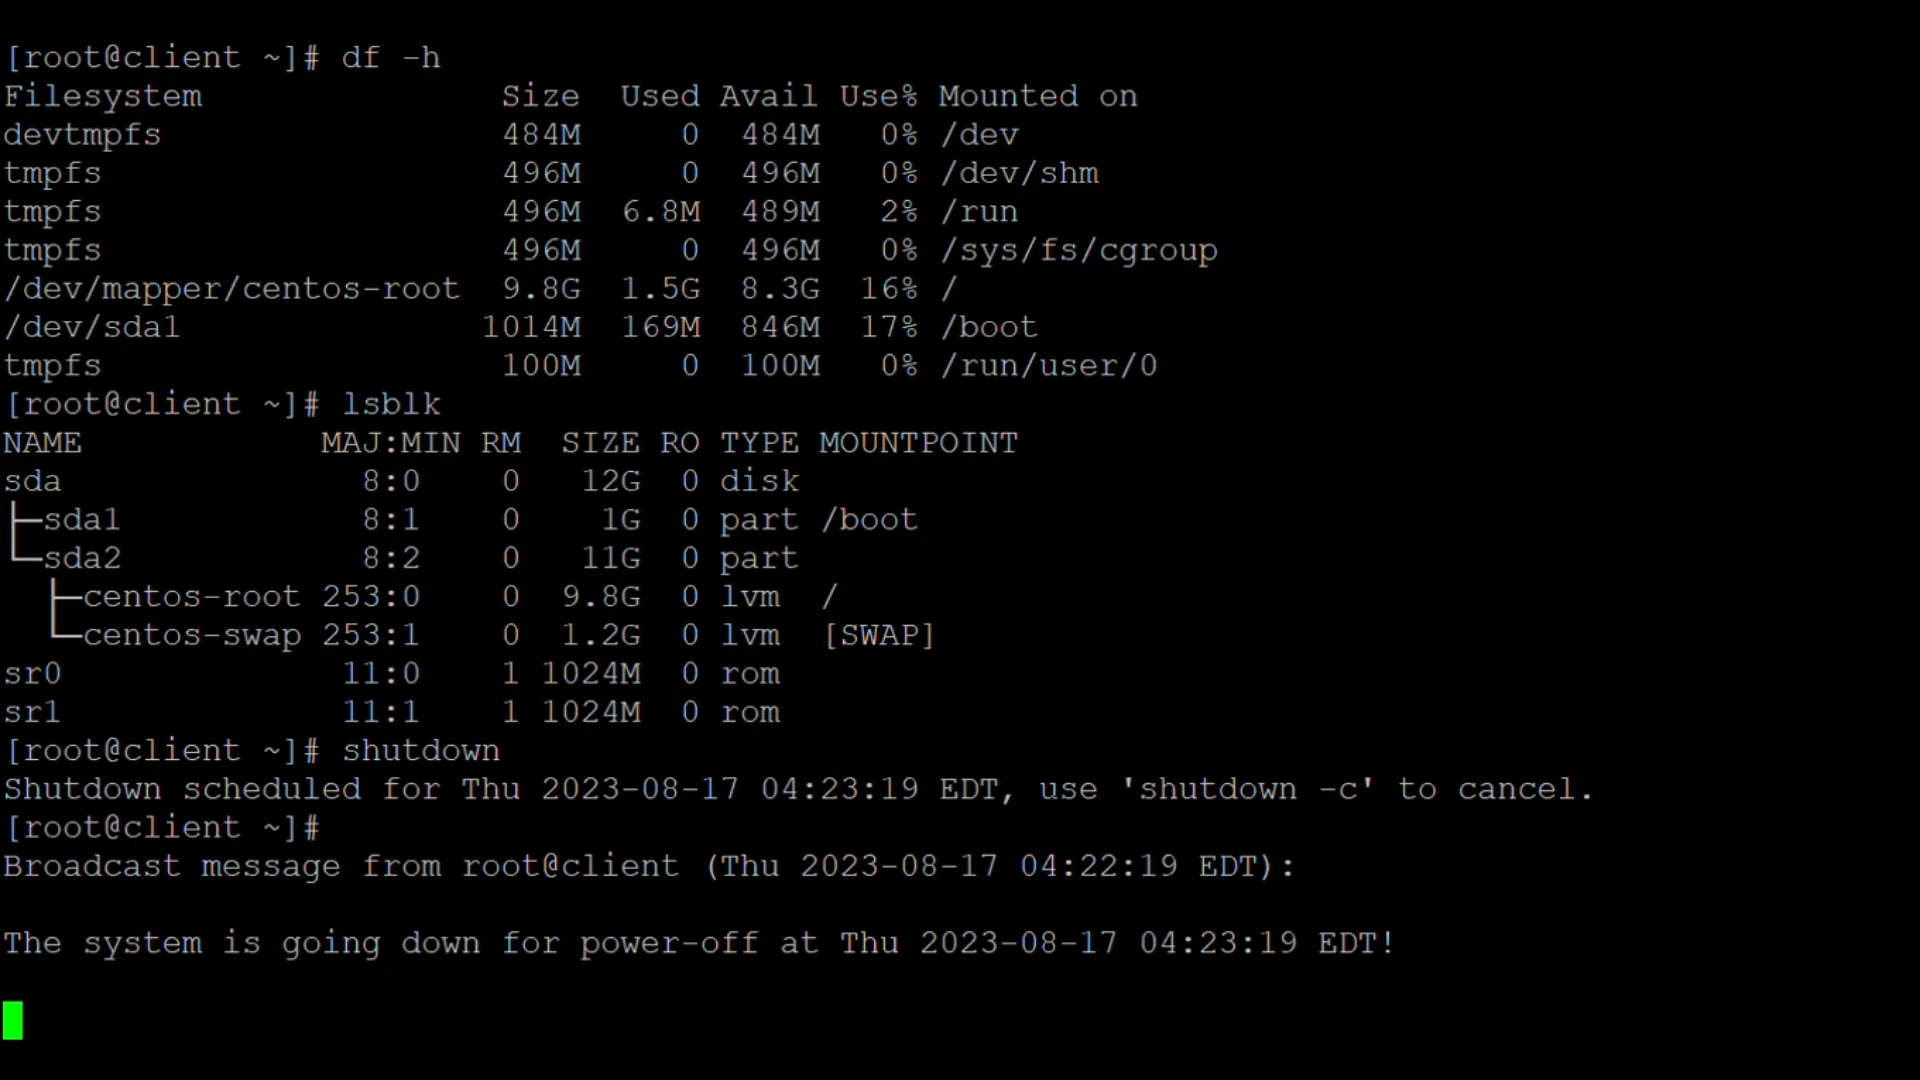 [root@client ~]# df -h
Filesystem               Size  Used Avail Use% Mounted on
devtmpfs                 484M     0  484M   0% /dev
tmpfs                    496M     0  496M   0% /dev/shm
tmpfs                    496M  6.8M  489M   2% /run
tmpfs                    496M     0  496M   0% /sys/fs/cgroup
/dev/mapper/centos-root  9.8G  1.5G  8.3G  16% /
/dev/sda1               1014M  169M  846M  17% /boot
tmpfs                    100M     0  100M   0% /run/user/0
[root@client ~]# lsblk
NAME            MAJ:MIN RM  SIZE RO TYPE MOUNTPOINT
sda               8:0    0   12G  0 disk
├─sda1            8:1    0    1G  0 part /boot
└─sda2            8:2    0   11G  0 part
  ├─centos-root 253:0    0  9.8G  0 lvm  /
  └─centos-swap 253:1    0  1.2G  0 lvm  [SWAP]
sr0              11:0    1 1024M  0 rom
sr1              11:1    1 1024M  0 rom
[root@client ~]# shutdown
Shutdown scheduled for Thu 2023-08-17 04:23:19 EDT, use 'shutdown -c' to cancel.
[root@client ~]#
Broadcast message from root@client (Thu 2023-08-17 04:22:19 EDT):
The system is going down for power-off at Thu 2023-08-17 04:23:19 EDT!